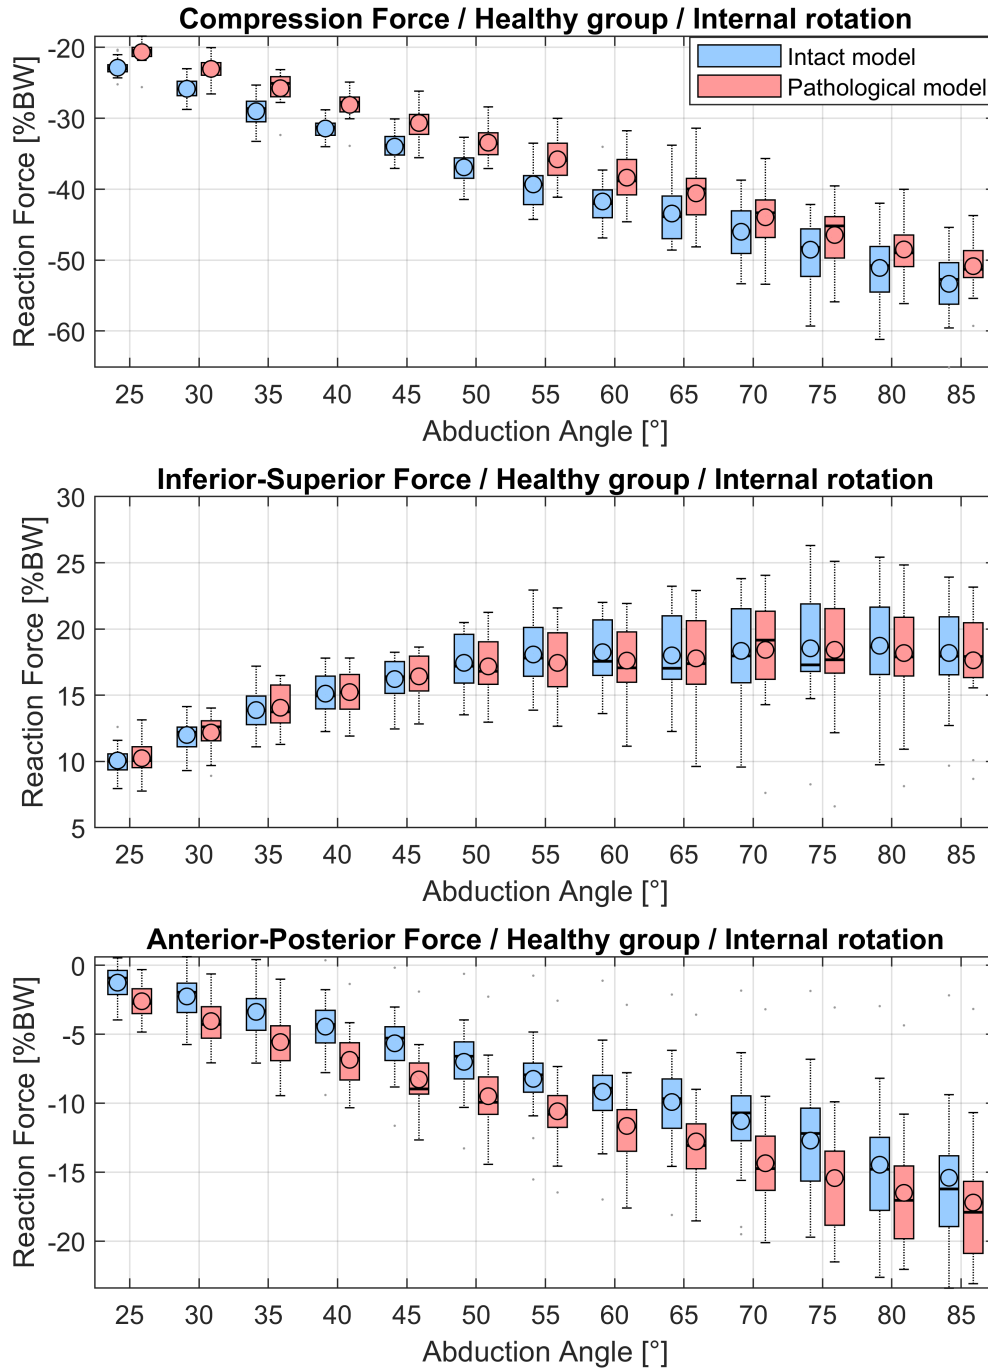 Compression Force / Healthy group / Internal rotation
Intact model
Pathological model
Reaction Force [%BW]
-20
-30
-40
-50
-60
25 30 35 40 45 50 55 60 65 70 75 80 85
Abduction Angle [°]
Inferior-Superior Force / Healthy group / Internal rotation
Reaction Force [%BW]
30
25
20
15
10
5
25 30 35 40 45 50 55 60 65 70 75 80 85
Abduction Angle [°]
Anterior-Posterior Force / Healthy group / Internal rotation
Reaction Force [%BW]
0
-5
-10
-15
-20
25 30 35 40 45 50 55 60 65 70 75 80 85
Abduction Angle [°]